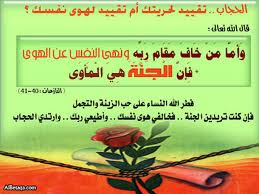 الحجاب .. تقييد لحريتك أم تقييد لهوى نفسك ؟
قال الله تعالى :
وَأَمَّا مَنْ خَافَ مَقَامَ رَبِّهِ وَنَهَى النَّفْسَ عَنِ الْهَوَى
فَإِنَّ الْجَنَّةَ هِيَ الْمَأْوَى
(النازعات : 40-41)
فطر الله النساء على حب الزينة والتجمل
فإن كنت تريدين الجنة .. فخالفي هوى نفسك .. وأطيعي ربك .. وارتدي الحجاب
AlBetaqa.com